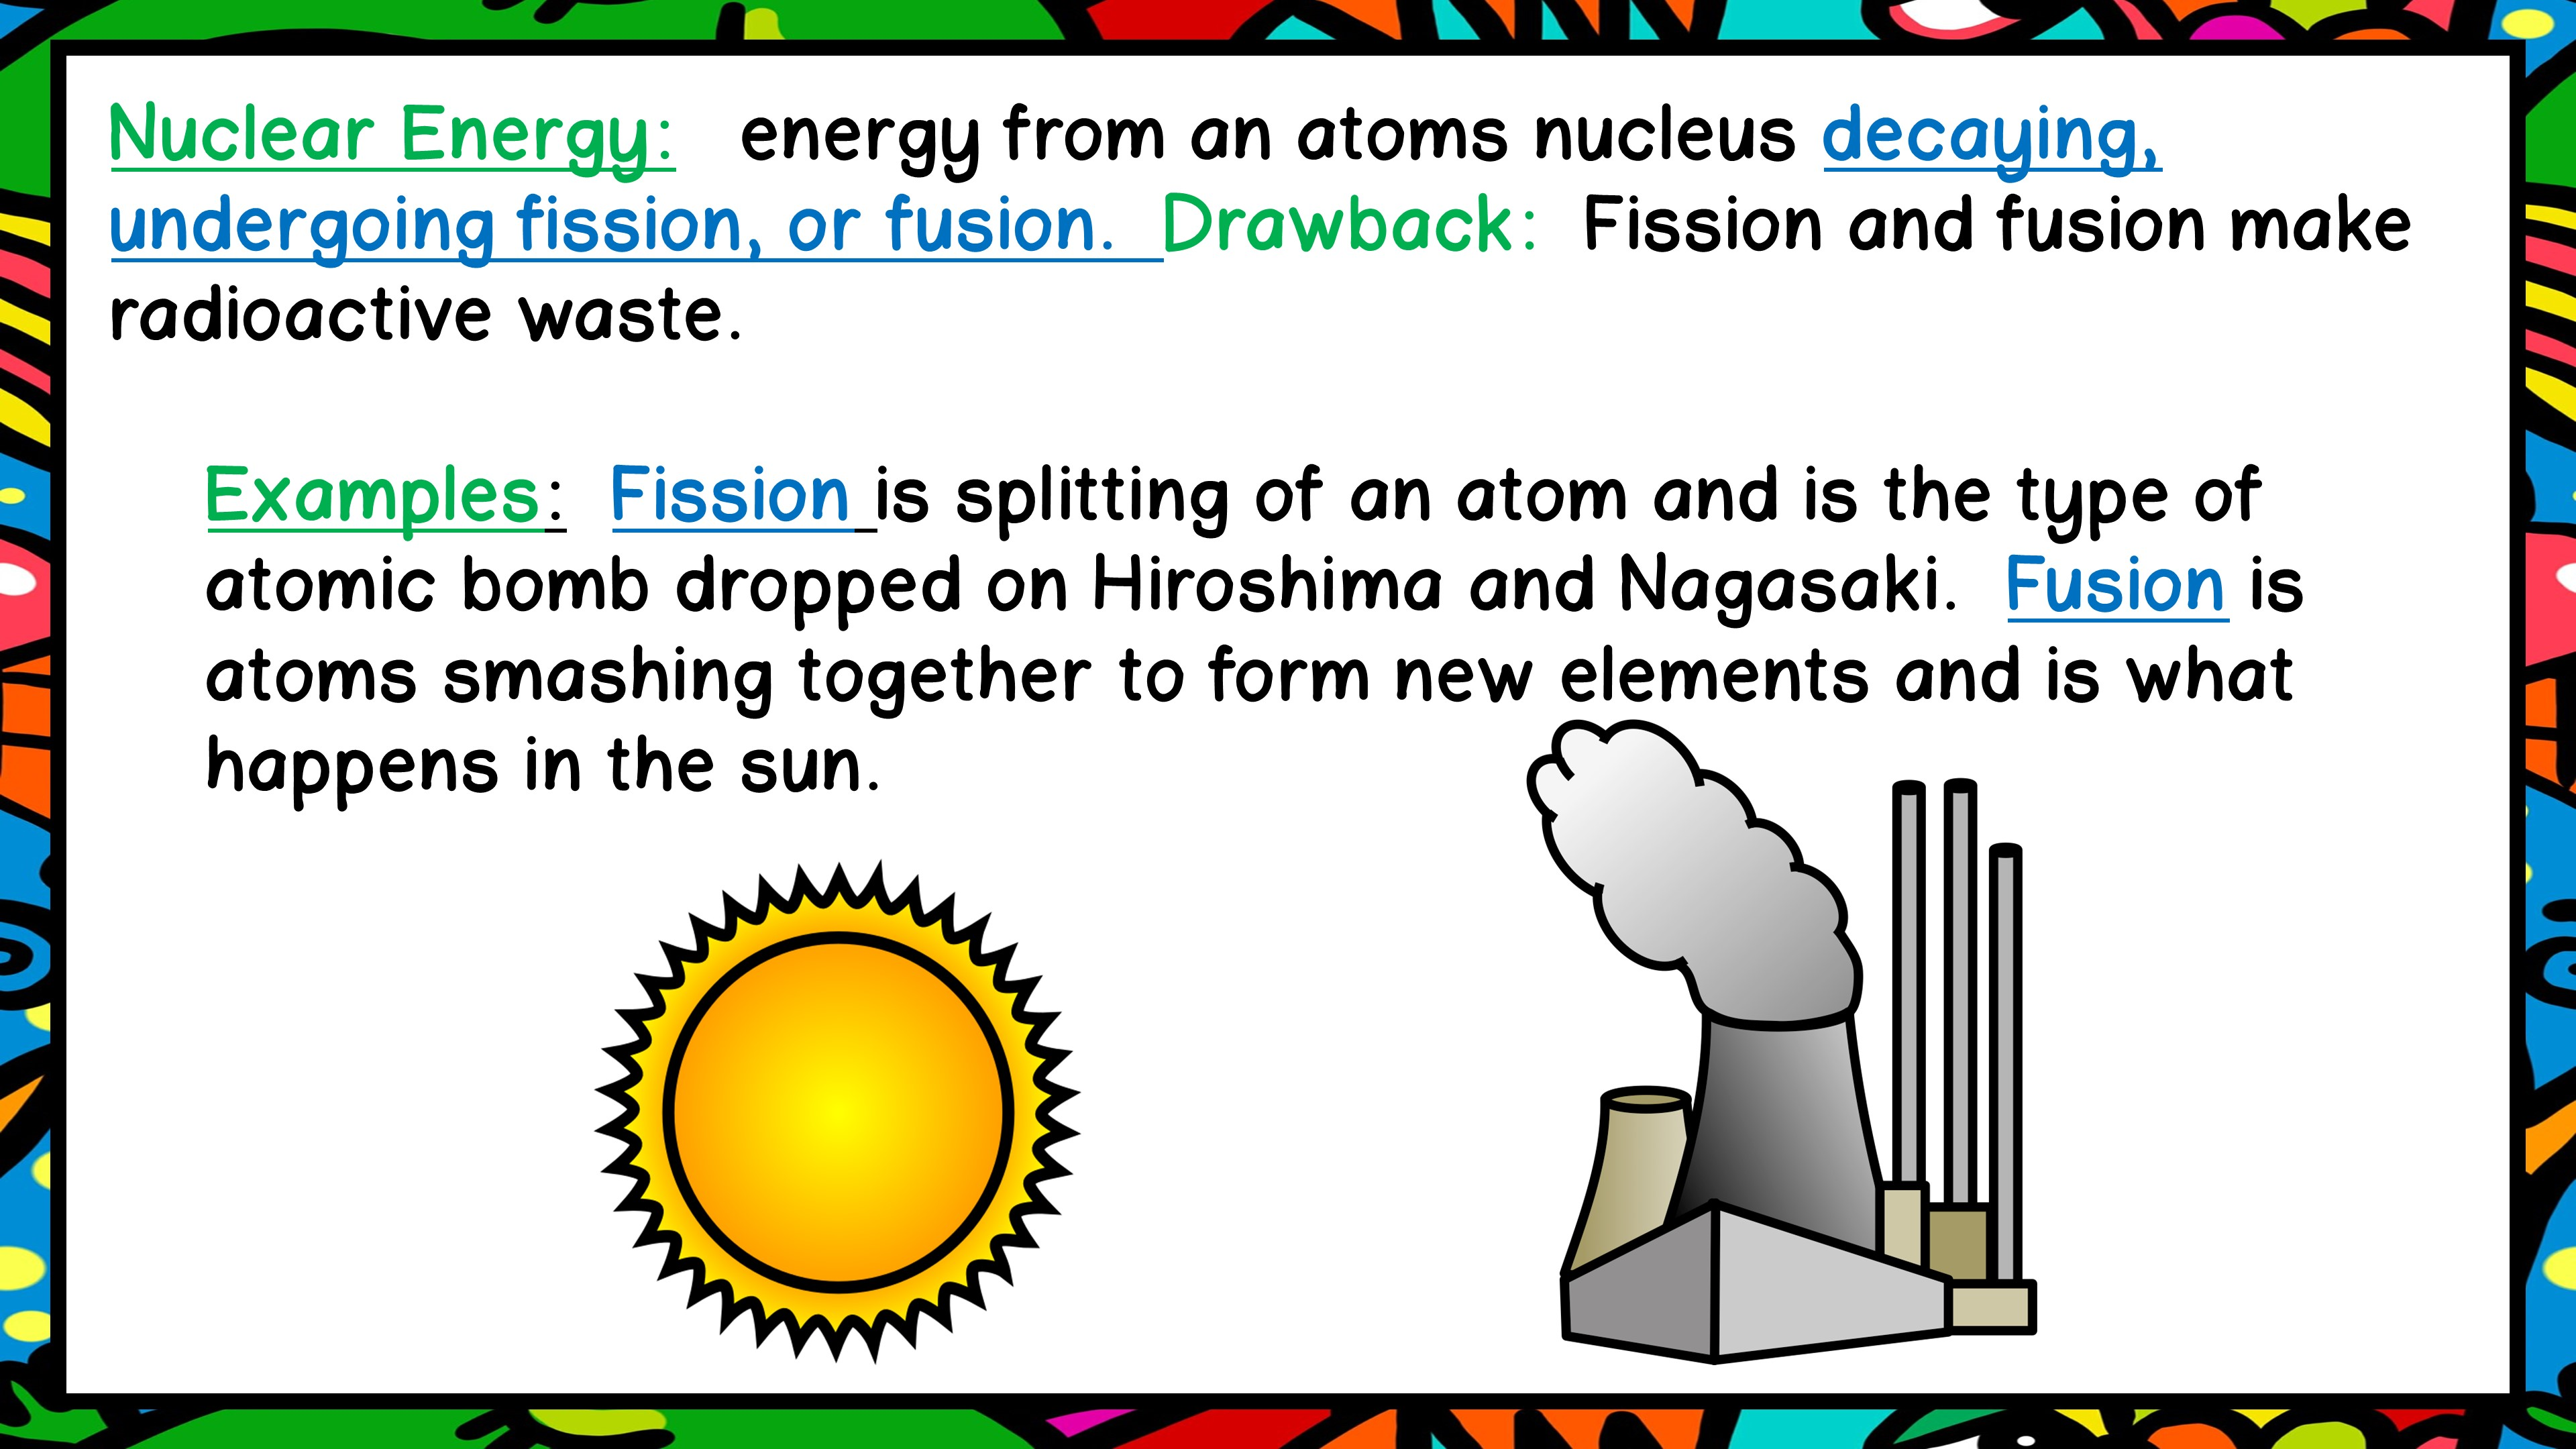 Nuclear Energy: energy from an atoms nucleus decaying,
undergoing fission, or fusion. Drawback: Fission and fusion make
radioactive waste.
Examples: Fission is splitting of an atom and is the type of
atomic bomb dropped on Hiroshima and Nagasaki. Fusion is
atoms smashing together to form new elements and is what
happens in the sun.